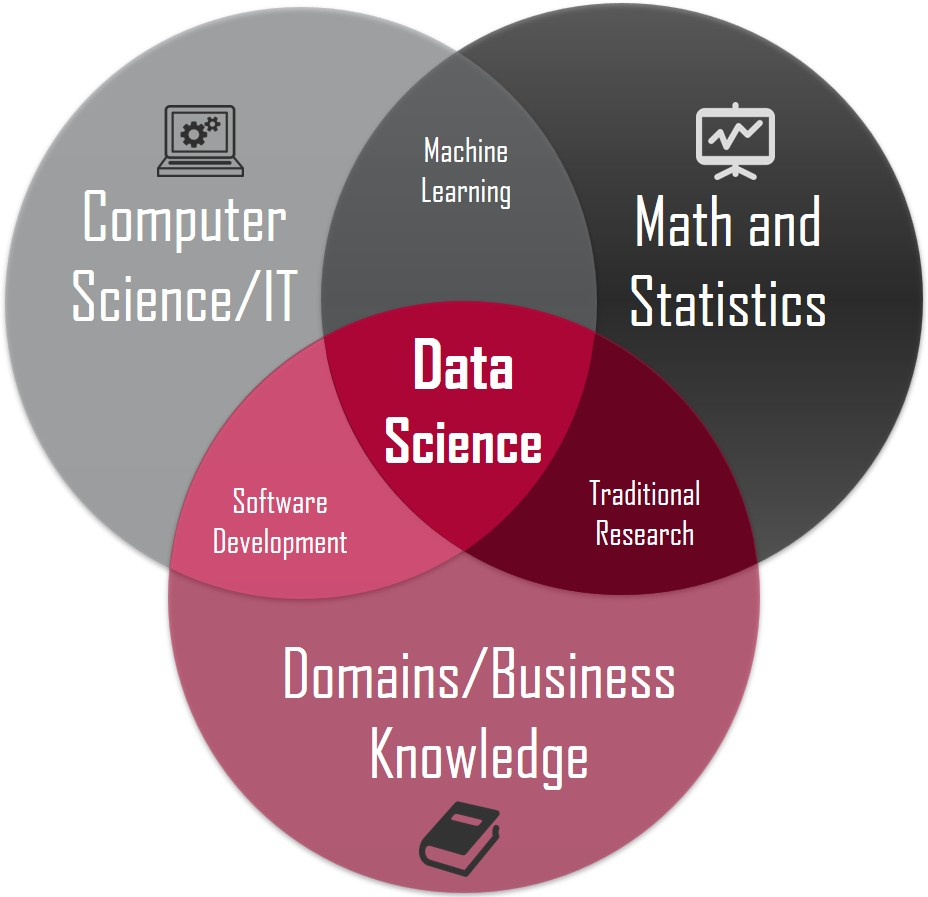 Machine
Learning
Computer
Science/IT
Math and
Statistics
Data
Science
Software
Development
Traditional
Research
Domains/Business
Knowledge